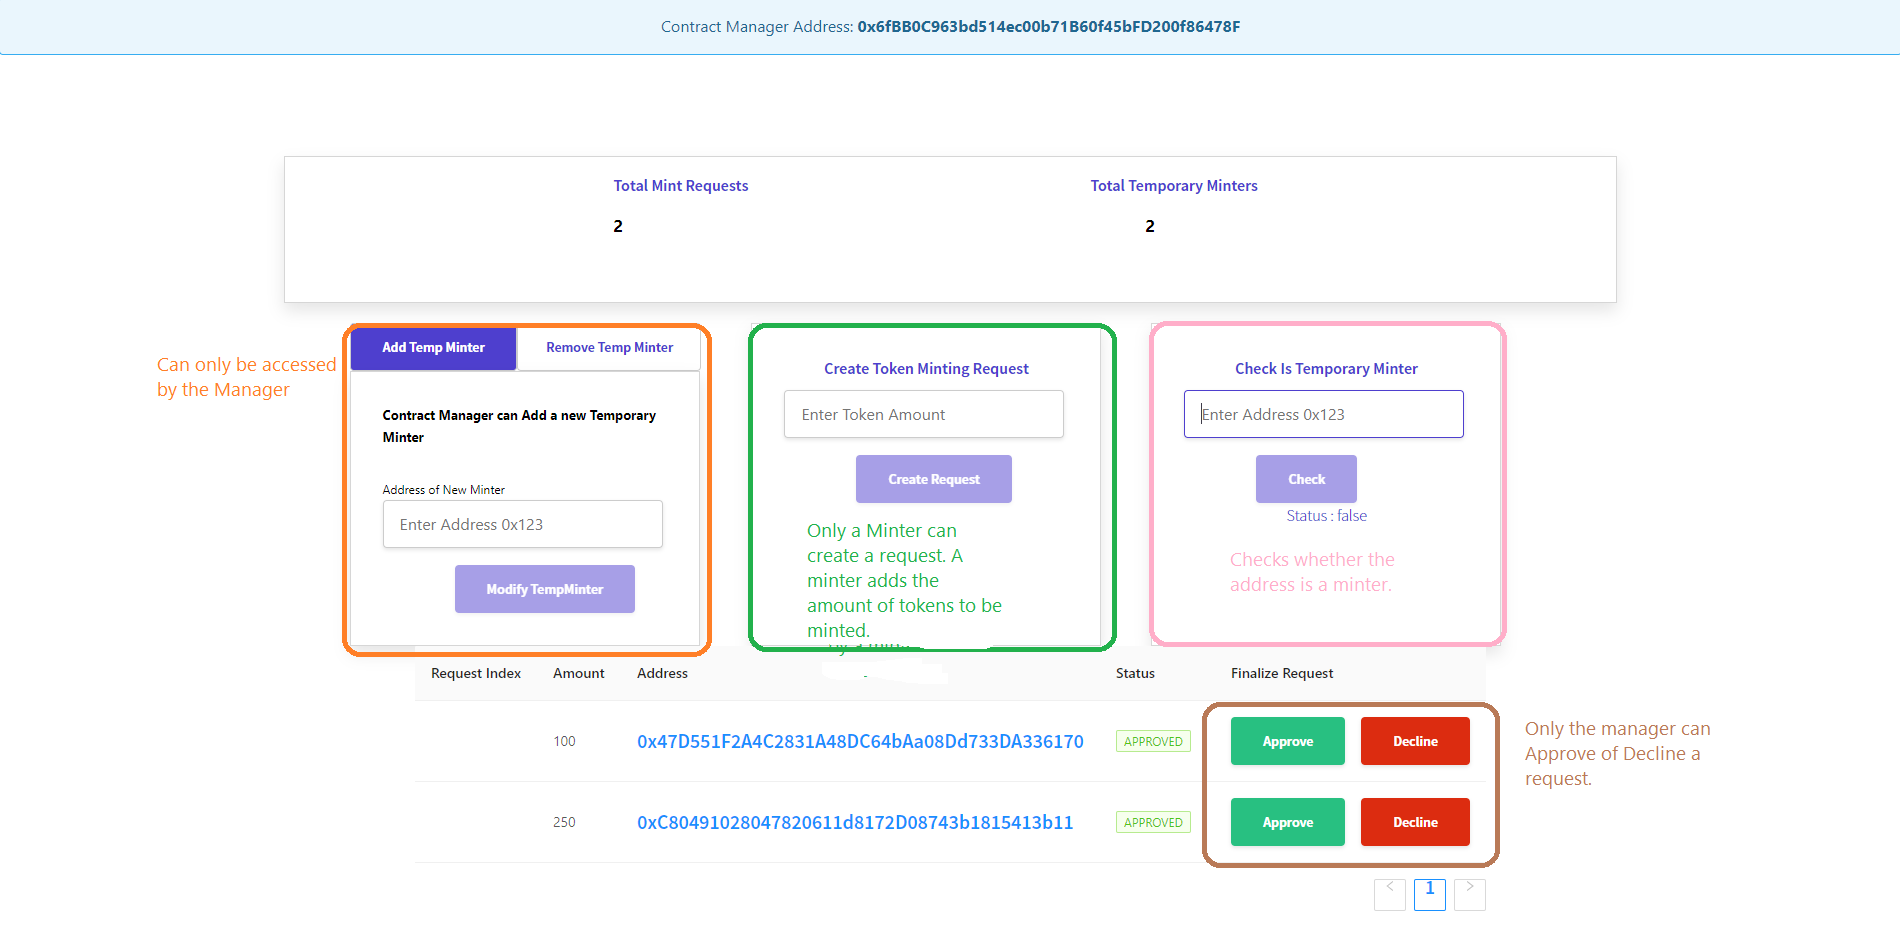 Contract Manager Address: 0x6fBB0C963bd514ec00b71B60f45bFD200f86478F
Total Mint Requests
Total Temporary Minters
2
2
Can only be accessed
by the Manager
Add Temp Minter
Remove Temp Minter
Contract Manager can Add a new Temporary
Minter
Address of New Minter
Enter Address 0x123
Modify TempMinter
Create Token Minting Request
Enter Token Amount
Create Request
Only a Minter can
create a request. A
minter adds the
amount of tokens to be
minted.
Check Is Temporary Minter
Enter Address 0x123
Check
Status : false
Checks whether the
address is a minter.
Request Index Amount Address Status Finalize Request
100 0x47D551F2A4C2831A48DC64bAa08Dd733DA336170 APPROVED Approve Decline
250 0xC80491028047820611d8172D08743b1815413b11 APPROVED Approve Decline
Only the manager can
Approve of Decline a
request.
< 1 >